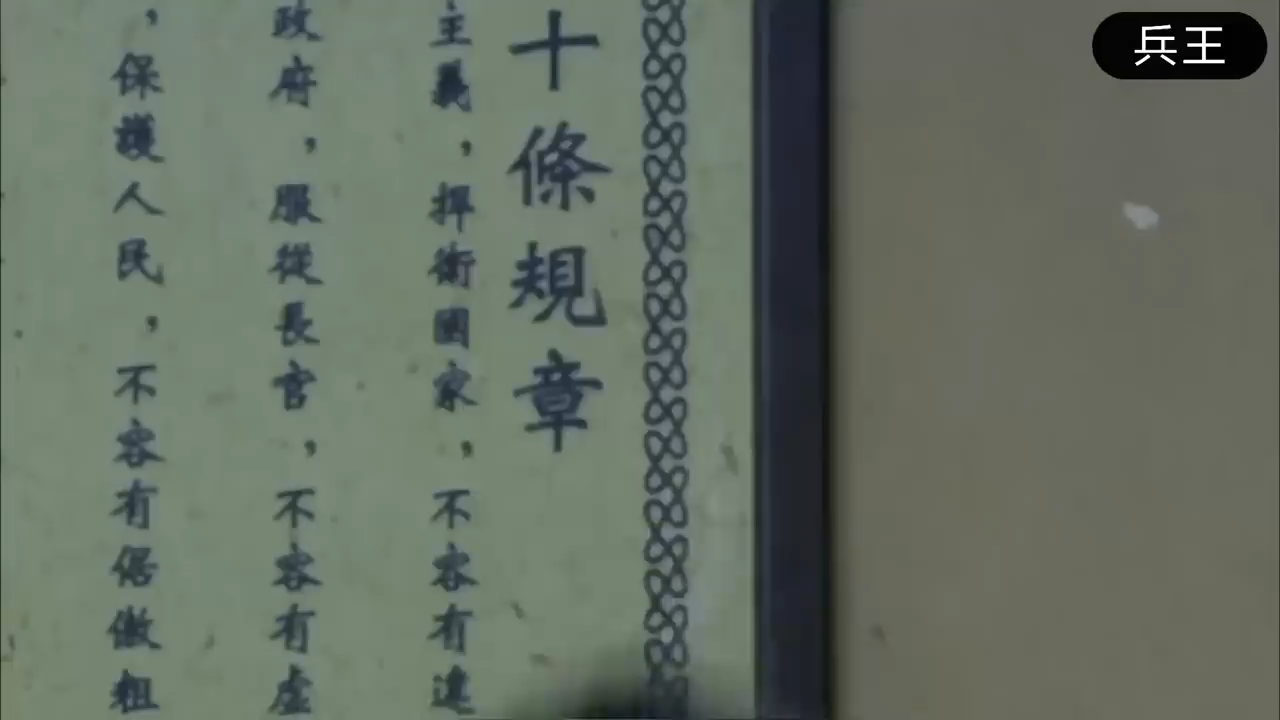 兵王
十條規章
主義，捍衛國家，不容有違
政府，服從長官，不容有虛
，保護人民，不容有倨傲粗